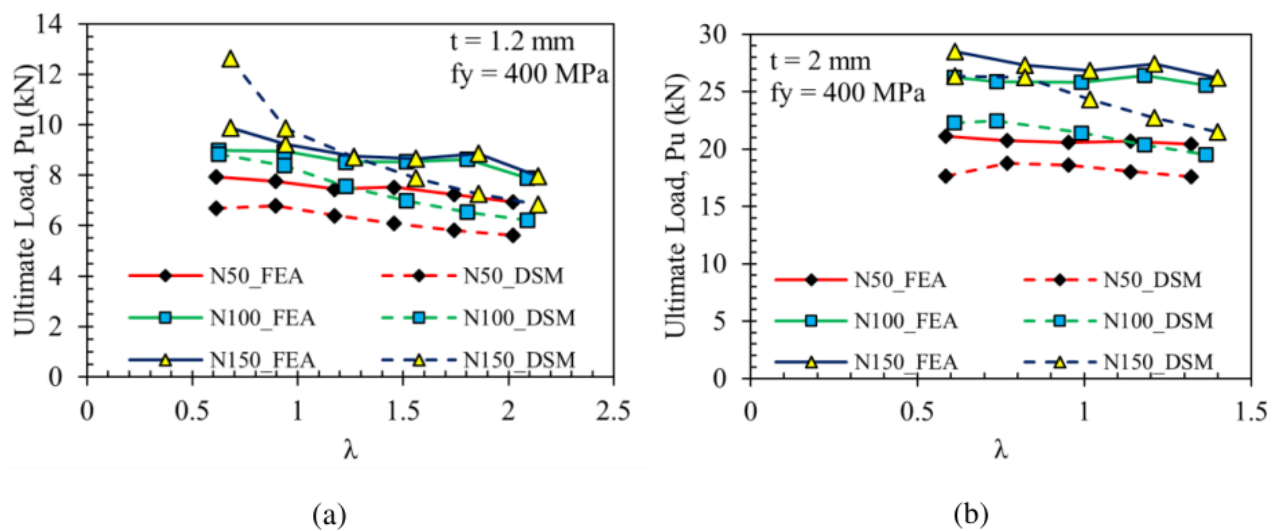 14
12
10
8
6
4
2
0
Ultimate Load, Pu (kN)
t = 1.2 mm
fy = 400 MPa
N50_FEA
N50_DSM
N100_FEA
N100_DSM
N150_FEA
N150_DSM
0
0.5
1
1.5
2
2.5
λ
(a)
30
25
20
15
10
5
0
Ultimate Load, Pu (kN)
t = 2 mm
fy = 400 MPa
N50_FEA
N50_DSM
N100_FEA
N100_DSM
N150_FEA
N150_DSM
0
0.5
1
1.5
λ
(b)